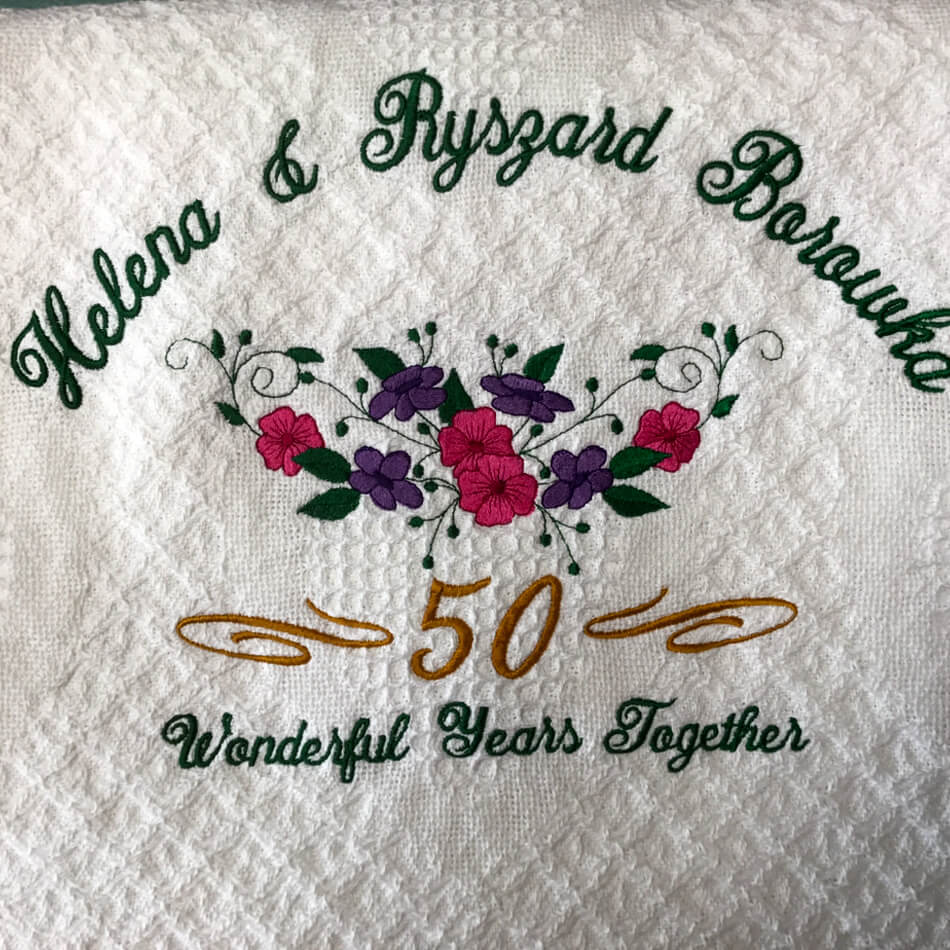 Helena & Ryszard Borowka
50
Wonderful Years Together